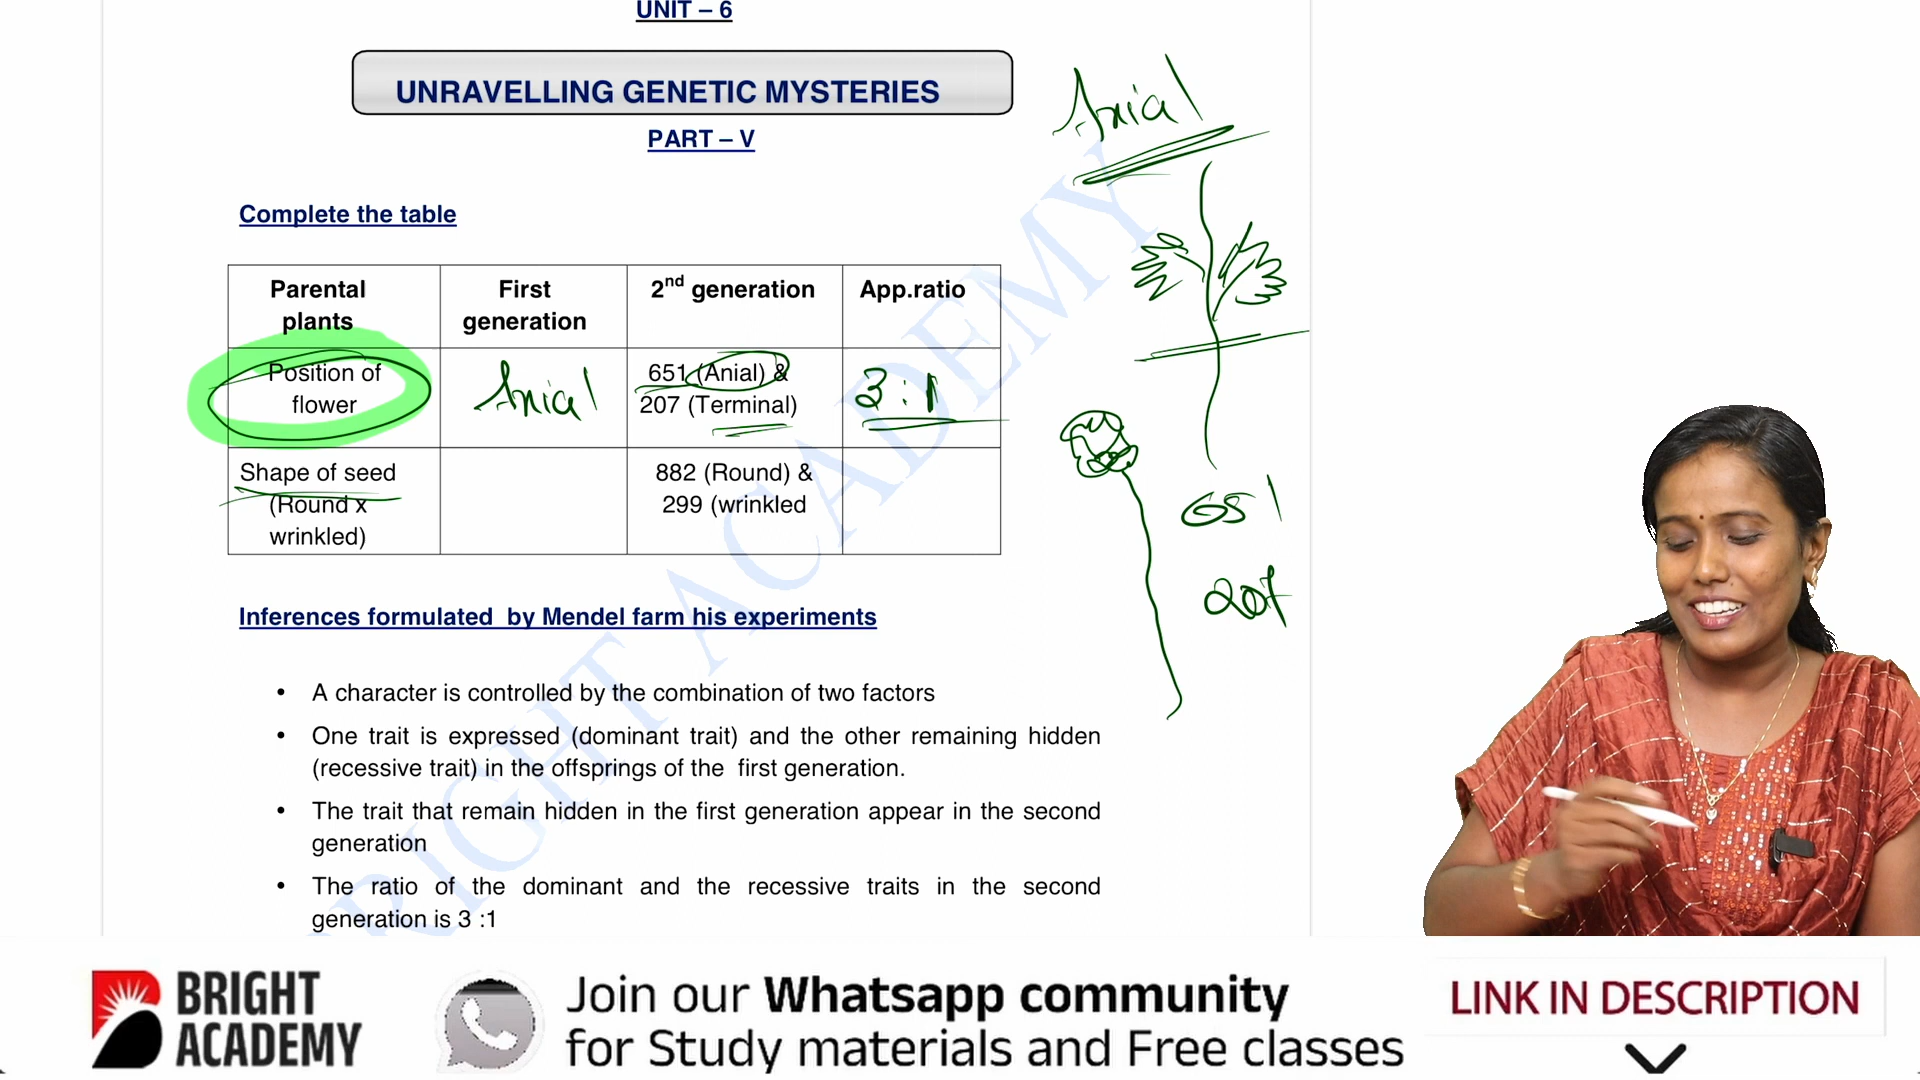 UNIT – 6
UNRAVELLING GENETIC MYSTERIES
PART – V
Anial
Complete the table
Parental plants
First generation
2nd generation
App.ratio
Position of flower
Anial
651 (Anial) &
207 (Terminal)
3:1
Shape of seed
(Round x
wrinkled)
882 (Round) &
299 (wrinkled
651
207
Inferences formulated by Mendel farm his experiments
• A character is controlled by the combination of two factors
• One trait is expressed (dominant trait) and the other remaining hidden
(recessive trait) in the offsprings of the first generation.
• The trait that remain hidden in the first generation appear in the second
generation
• The ratio of the dominant and the recessive traits in the second
generation is 3 :1
BRIGHT ACADEMY
BRIGHT
ACADEMY
Join our Whatsapp community
for Study materials and Free classes
LINK IN DESCRIPTION